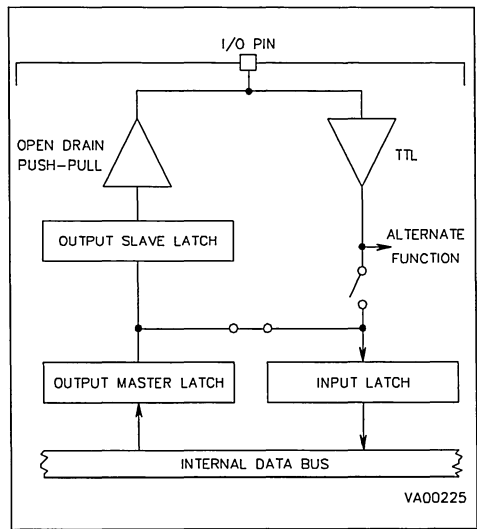 I/O PIN
OPEN DRAIN
PUSH-PULL
TTL
OUTPUT SLAVE LATCH
ALTERNATE
FUNCTION
OUTPUT MASTER LATCH
INPUT LATCH
INTERNAL DATA BUS
VA00225